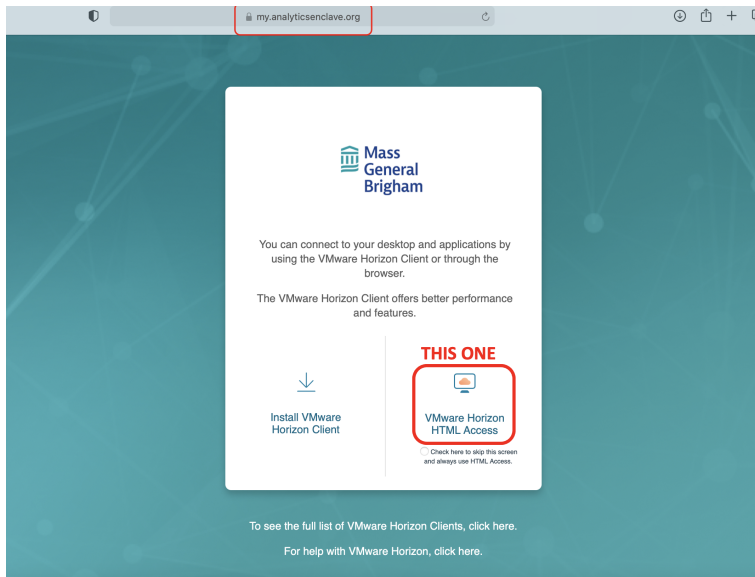 my.analyticsenclave.org
Mass
General
Brigham
You can connect to your desktop and applications by
using the VMware Horizon Client or through the
browser.
The VMware Horizon Client offers better performance
and features.
THIS ONE
Install VMware
Horizon Client
VMware Horizon
HTML Access
Check here to skip this screen
and always use HTML Access.
To see the full list of VMware Horizon Clients, click here.
For help with VMware Horizon, click here.